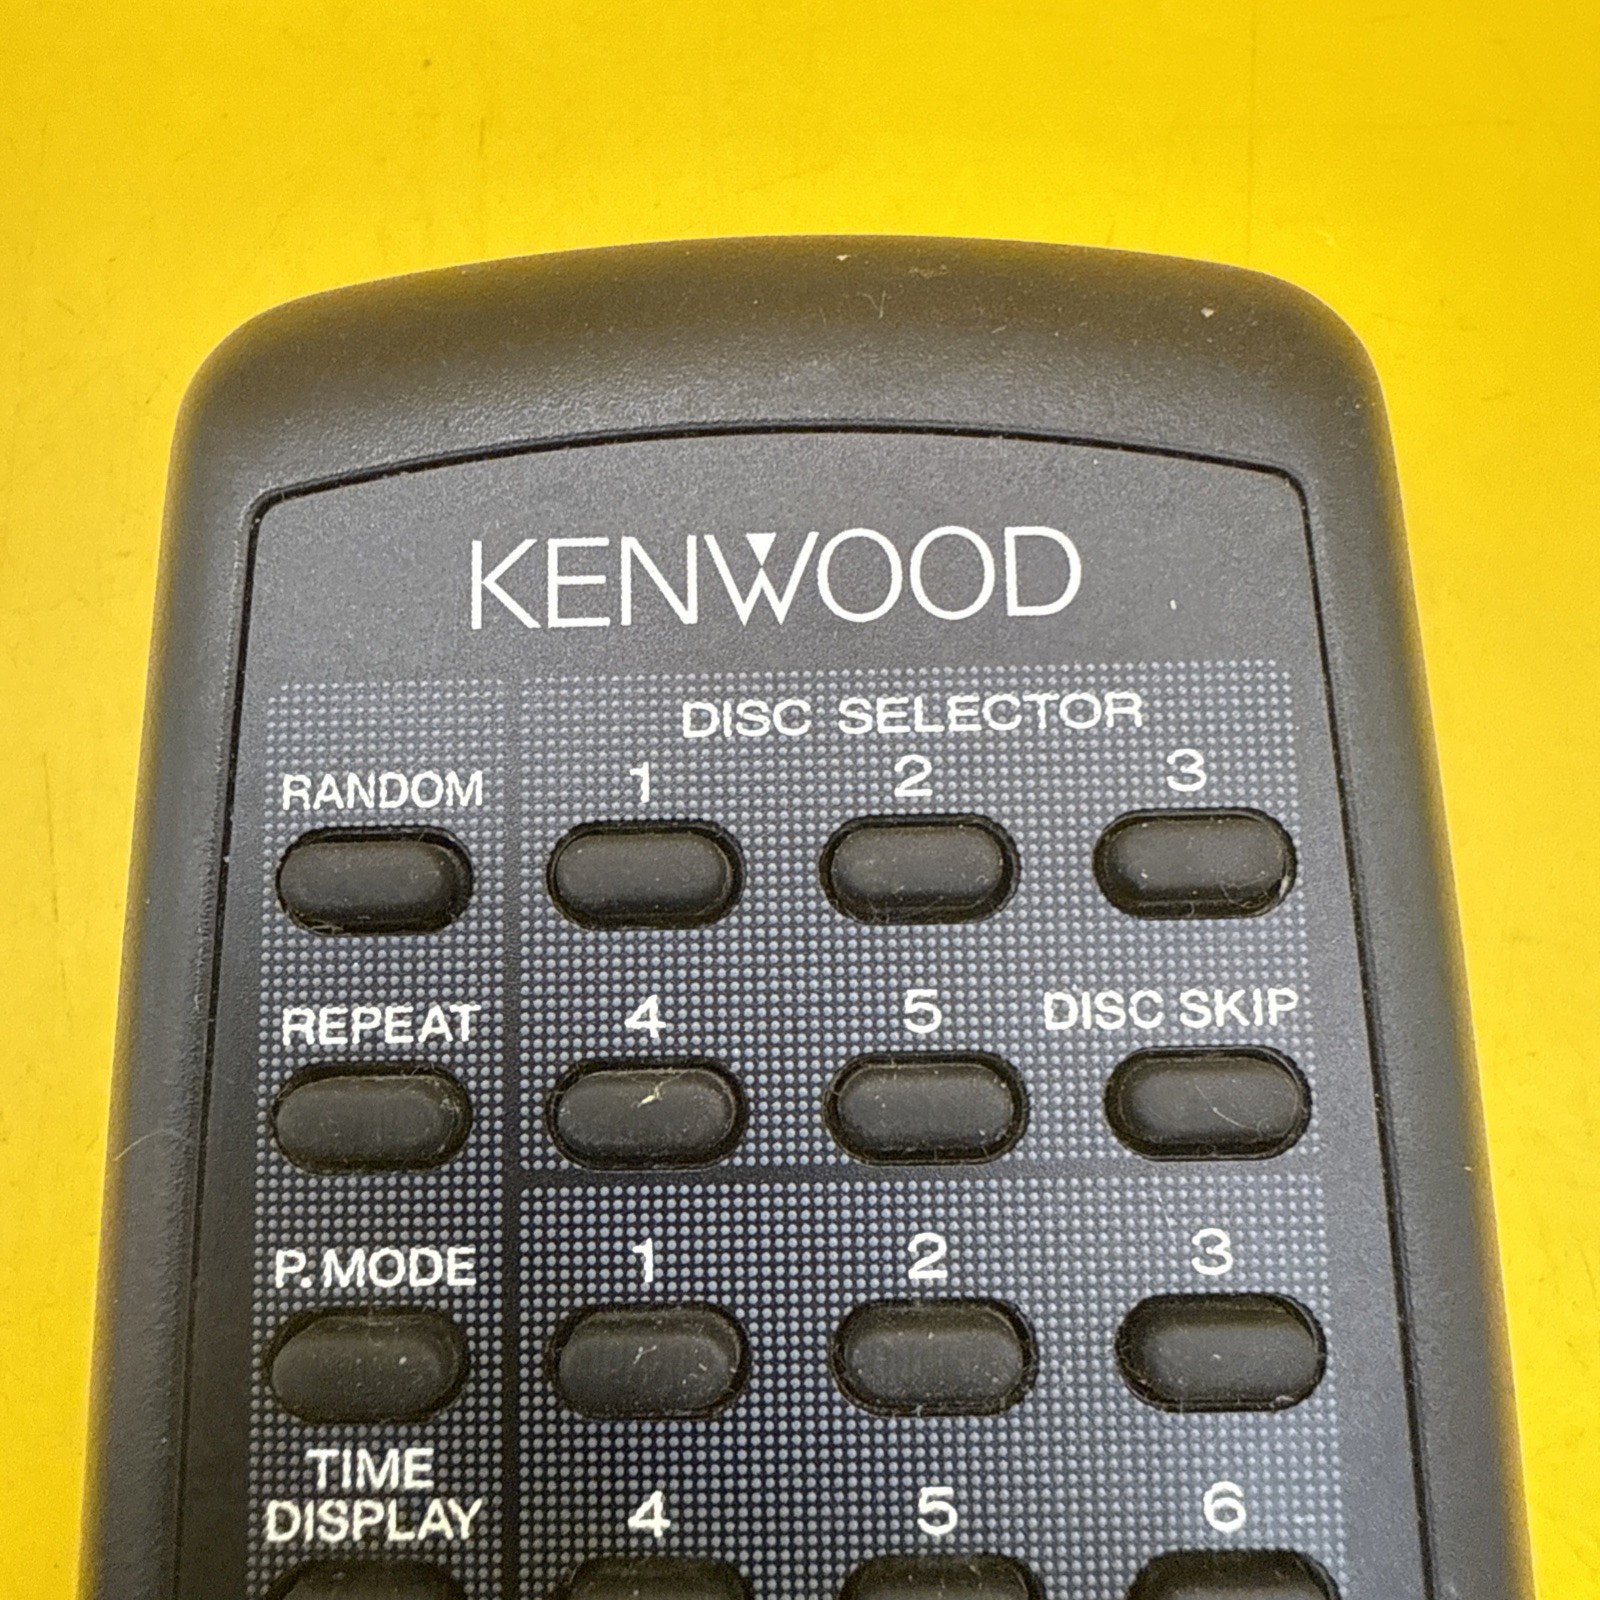 KENWOOD
DISC SELECTOR
RANDOM 1 2 3
REPEAT 4 5 DISC SKIP
P.MODE 1 2 3
TIME
DISPLAY 4 5 6